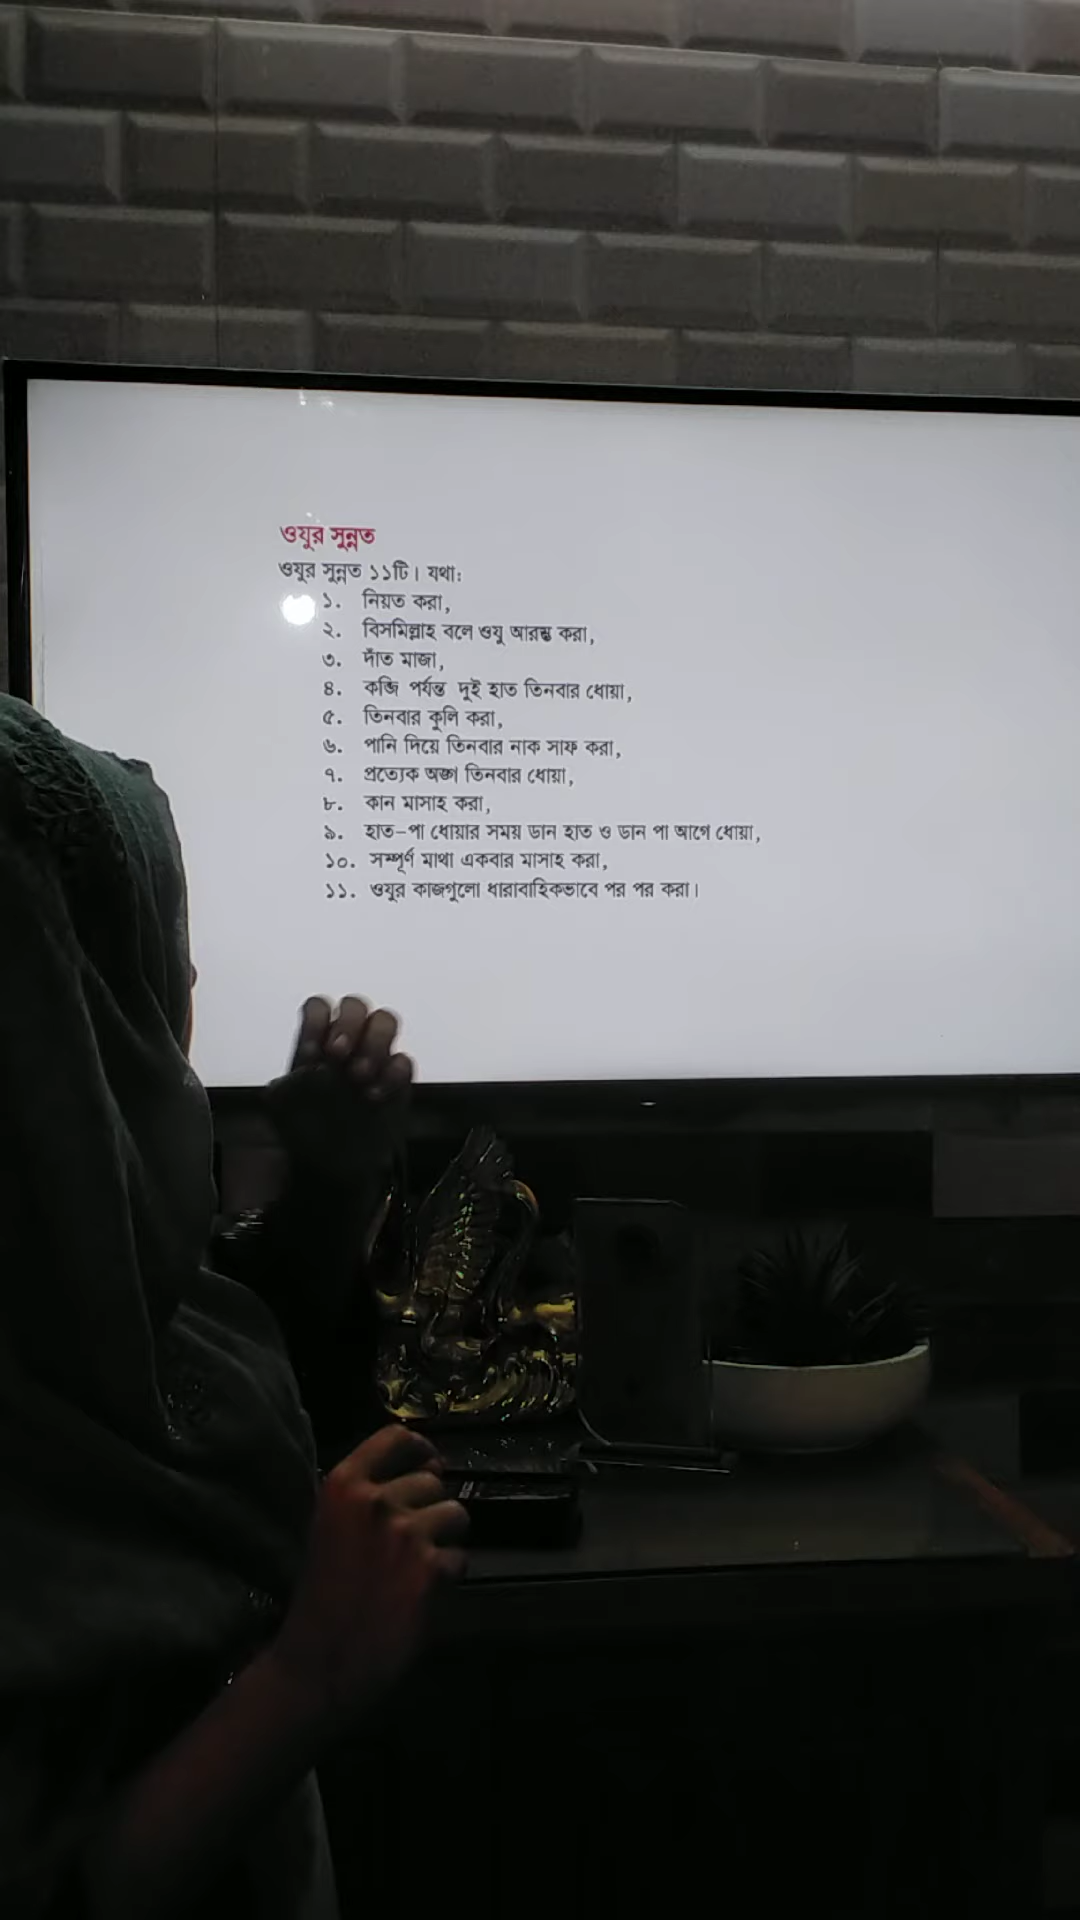 ওযুর সুন্নত
ওযুর সুন্নত ১১টি। যথা:
১. নিয়ত করা,
২. বিসমিল্লাহ বলে ওযু আরম্ভ করা,
৩. দাঁত মাজা,
৪. কব্জি পর্যন্ত দুই হাত তিনবার ধোয়া,
৫. তিনবার কুলি করা,
৬. পানি দিয়ে তিনবার নাক সাফ করা,
৭. প্রত্যেক অঙ্গ তিনবার ধোয়া,
৮. কান মাসাহ করা,
৯. হাত-পা ধোয়ার সময় ডান হাত ও ডান পা আগে ধোয়া,
১০. সম্পূর্ণ মাথা একবার মাসাহ করা,
১১. ওযুর কাজগুলো ধারাবাহিকভাবে পর পর করা।